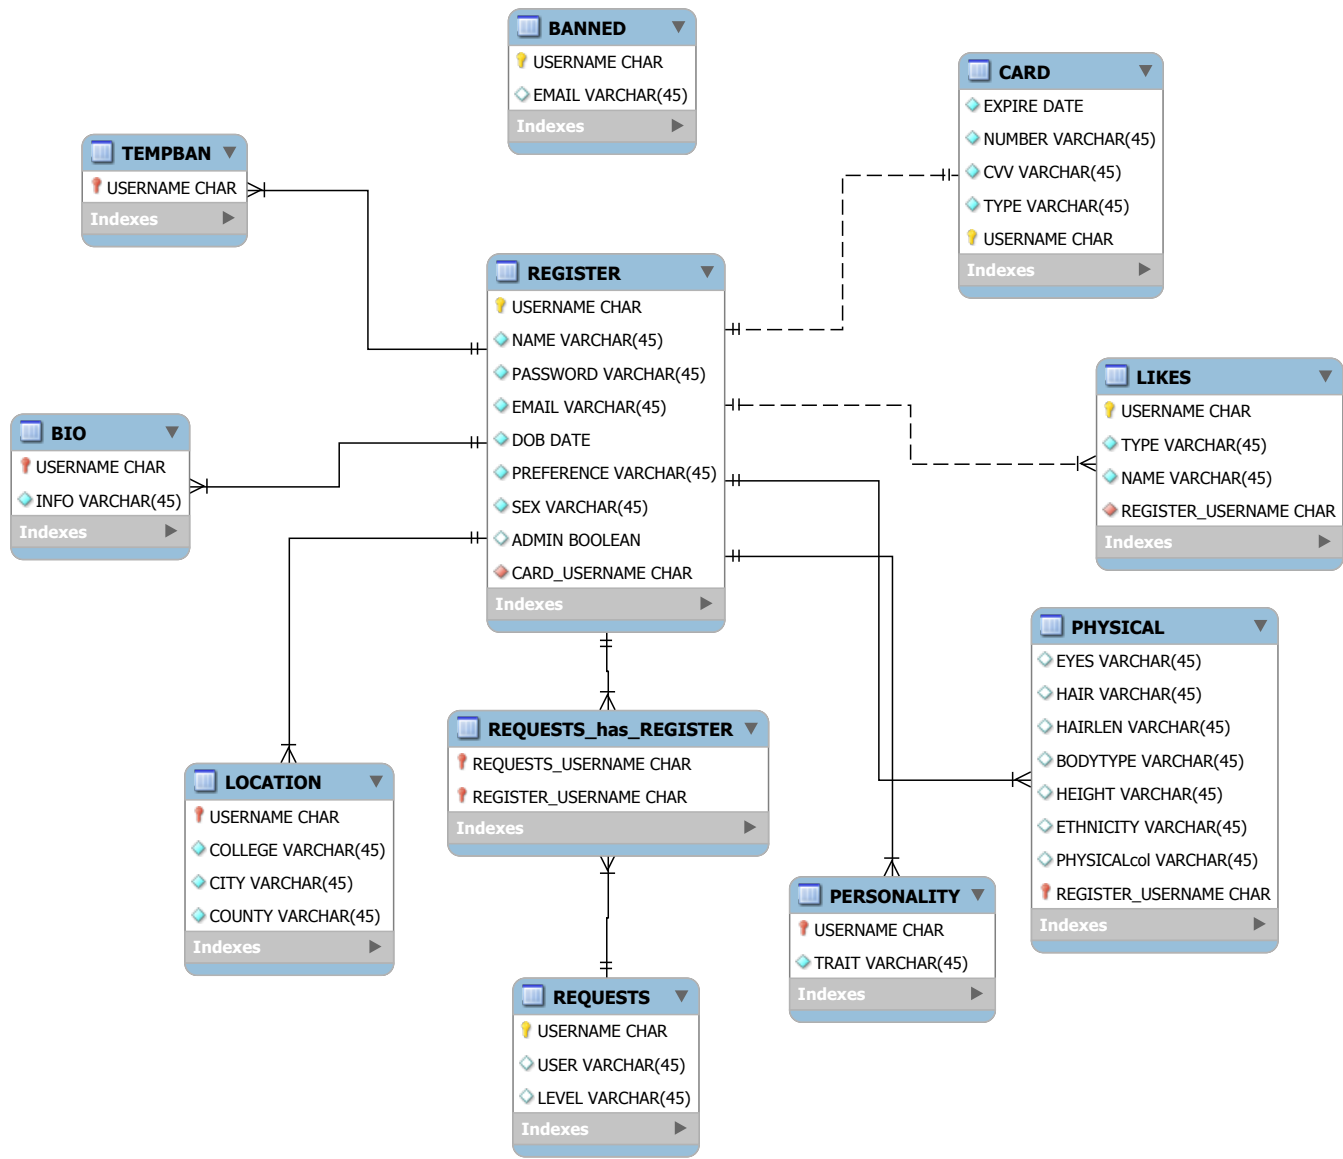 BANNED
USERNAME CHAR
EMAIL VARCHAR(45)
Indexes
CARD
EXPIRE DATE
NUMBER VARCHAR(45)
CVV VARCHAR(45)
TYPE VARCHAR(45)
USERNAME CHAR
Indexes
TEMPBAN
USERNAME CHAR
Indexes
REGISTER
USERNAME CHAR
NAME VARCHAR(45)
PASSWORD VARCHAR(45)
EMAIL VARCHAR(45)
DOB DATE
PREFERENCE VARCHAR(45)
SEX VARCHAR(45)
ADMIN BOOLEAN
CARD_USERNAME CHAR
Indexes
LIKES
USERNAME CHAR
TYPE VARCHAR(45)
NAME VARCHAR(45)
REGISTER_USERNAME CHAR
Indexes
BIO
USERNAME CHAR
INFO VARCHAR(45)
Indexes
PHYSICAL
EYES VARCHAR(45)
HAIR VARCHAR(45)
HAIRLEN VARCHAR(45)
BODYTYPE VARCHAR(45)
HEIGHT VARCHAR(45)
ETHNICITY VARCHAR(45)
PHYSICALcol VARCHAR(45)
REGISTER_USERNAME CHAR
Indexes
REQUESTS_has_REGISTER
REQUESTS_USERNAME CHAR
REGISTER_USERNAME CHAR
Indexes
LOCATION
USERNAME CHAR
COLLEGE VARCHAR(45)
CITY VARCHAR(45)
COUNTY VARCHAR(45)
Indexes
PERSONALITY
USERNAME CHAR
TRAIT VARCHAR(45)
Indexes
REQUESTS
USERNAME CHAR
USER VARCHAR(45)
LEVEL VARCHAR(45)
Indexes